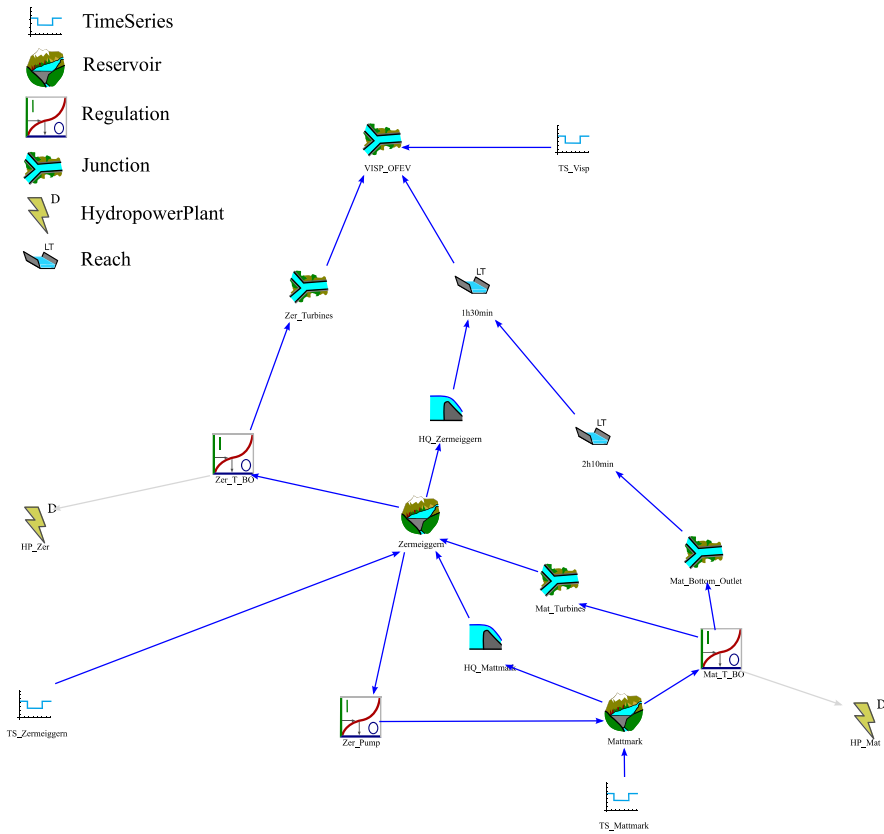 TimeSeries
Reservoir
Regulation
Junction
D
HydropowerPlant
LT
Reach
VISP_OFEV
TS_Visp
Zer_Turbines
LT
1h30min
HQ_Zermeiggern
LT
2h10min
Zer_T_BO
D
HP_Zer
Zermeiggern
Mat_Bottom_Outlet
Mat_Turbines
HQ_Mattmark
Mat_T_BO
TS_Zermeiggern
Zer_Pump
Mattmark
D
HP_Mat
TS_Mattmark